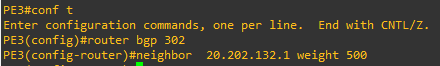 PE3#conf t
Enter configuration commands, one per line.  End with CNTL/Z.
PE3(config)#router bgp 302
PE3(config-router)#neighbor  20.202.132.1 weight 500